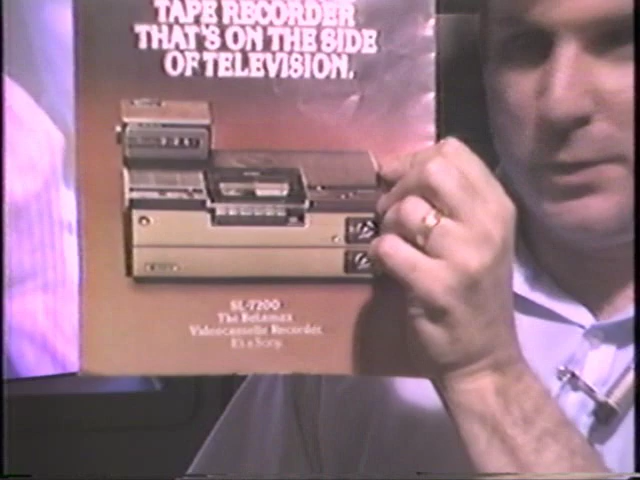 TAPE RECORDER
THAT'S ON THE SIDE
OF TELEVISION.
SL-7200
The Betamax
Videocassette Recorder.
It's a Sony.